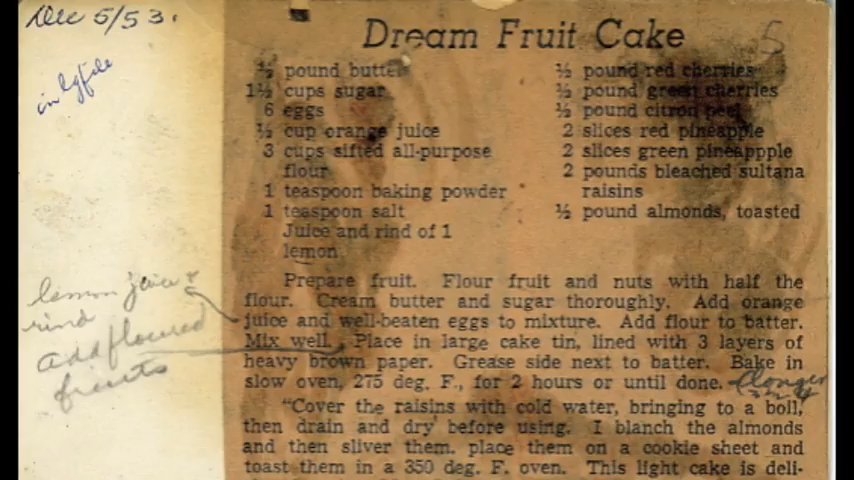 Dec 5/53.
in lg file
Dream Fruit Cake
5
½ pound butter
1½ cups sugar
6 eggs
½ cup orange juice
3 cups sifted all-purpose
flour
1 teaspoon baking powder
1 teaspoon salt
Juice and rind of 1
lemon
½ pound red cherries
½ pound green cherries
½ pound citron peel
2 slices red pineapple
2 slices green pineappple
2 pounds bleached sultana
raisins
½ pound almonds, toasted
lemon juice &
rind
Add floured
fruits
Prepare fruit. Flour fruit and nuts with half the
flour. Cream butter and sugar thoroughly. Add orange
juice and well-beaten eggs to mixture. Add flour to batter.
Mix well. Place in large cake tin, lined with 3 layers of
heavy brown paper. Grease side next to batter. Bake in
slow oven, 275 deg. F., for 2 hours or until done.
longer
"Cover the raisins with cold water, bringing to a boil,
then drain and dry before using. I blanch the almonds
and then sliver them. place them on a cookie sheet and
toast them in a 350 deg. F. oven. This light cake is deli-